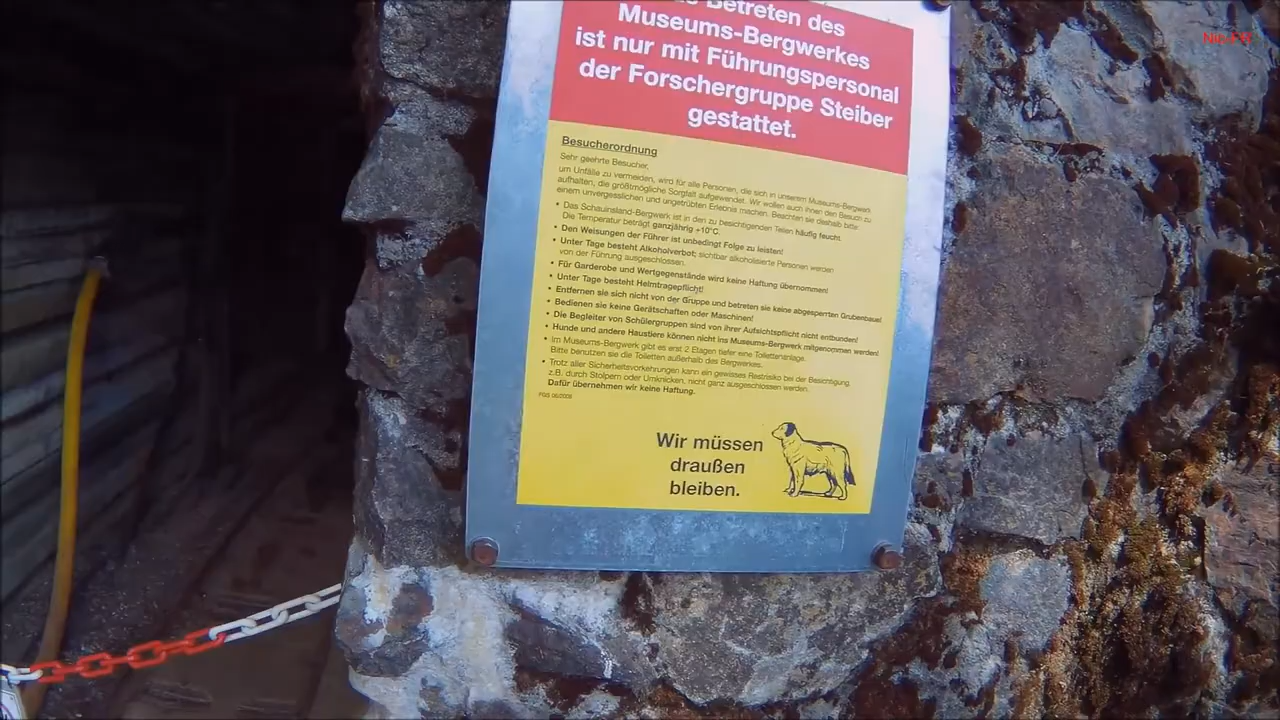 Betreten des
Museums-Bergwerkes
ist nur mit Führungspersonal
der Forschergruppe Steiber
gestattet.
Besucherordnung
Sehr geehrte Besucher,
um Unfälle zu vermeiden, wird für alle Personen, die sich in unserem Museums-Bergwerk
aufhalten, die größtmögliche Sorgfalt aufgewendet. Wir wollen auch ihnen den Besuch zu
einem unvergesslichen und ungetrübten Erlebnis machen. Beachten sie deshalb bitte:
• Das Schauinsland-Bergwerk ist in den zu besichtigenden Teilen häufig feucht.
Die Temperatur beträgt ganzjährig +10°C.
• Den Weisungen der Führer ist unbedingt Folge zu leisten!
• Unter Tage besteht Alkoholverbot; sichtbar alkoholisierte Personen werden
von der Führung ausgeschlossen.
• Für Garderobe und Wertgegenstände wird keine Haftung übernommen!
• Unter Tage besteht Helmtragepflicht!
• Entfernen sie sich nicht von der Gruppe und betreten sie keine abgesperrten Grubenbaue!
• Bedienen sie keine Gerätschaften oder Maschinen!
• Die Begleiter von Schülergruppen sind von ihrer Aufsichtspflicht nicht entbunden!
• Hunde und andere Haustiere können nicht ins Museums-Bergwerk mitgenommen werden!
• Im Museums-Bergwerk gibt es erst 2 Etagen tiefer eine Toilettenanlage.
Bitte benutzen sie die Toiletten außerhalb des Bergwerkes.
• Trotz aller Sicherheitsvorkehrungen kann ein gewisses Restrisiko bei der Besichtigung,
z.B. durch Stolpern oder Umknicken, nicht ganz ausgeschlossen werden.
Dafür übernehmen wir keine Haftung.
Wir müssen
draußen
bleiben.